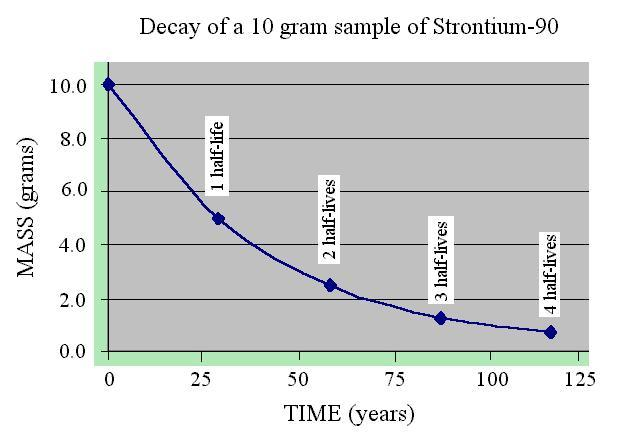 Decay of a 10 gram sample of Strontium-90
MASS (grams)
10.0
8.0
6.0
4.0
2.0
0.0
1 half-life
2 half-lives
3 half-lives
4 half-lives
0 25 50 75 100 125
TIME (years)